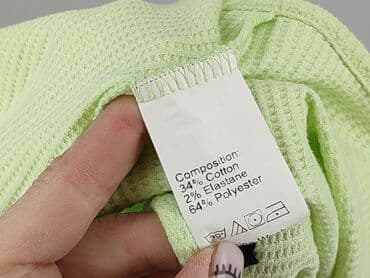 Composition:
34% Cotton
2% Elastane
64% Polyester